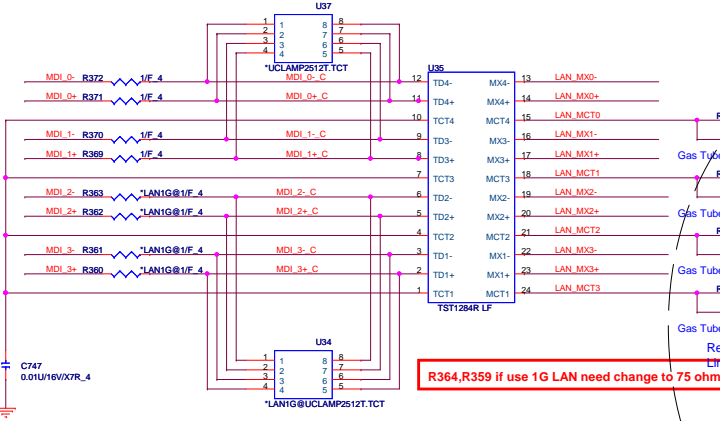 U37
1 1 8 8
2 2 7 7
3 3 6 6
4 4 5 5
*UCLAMP2512T.TCT
U35
MDI_0- R372 1/F_4 MDI_0-_C 12 TD4- MX4- 13 LAN_MX0-
MDI_0+ R371 1/F_4 MDI_0+_C 11 TD4+ MX4+ 14 LAN_MX0+
10 TCT4 MCT4 15 LAN_MCT0 R
MDI_1- R370 1/F_4 MDI_1-_C 9 TD3- MX3- 16 LAN_MX1-
MDI_1+ R369 1/F_4 MDI_1+_C 8 TD3+ MX3+ 17 LAN_MX1+ Gas Tube
7 TCT3 MCT3 18 LAN_MCT1 R
MDI_2- R363 *LAN1G@1/F_4 MDI_2-_C 6 TD2- MX2- 19 LAN_MX2-
MDI_2+ R362 *LAN1G@1/F_4 MDI_2+_C 5 TD2+ MX2+ 20 LAN_MX2+ Gas Tube
4 TCT2 MCT2 21 LAN_MCT2 R
MDI_3- R361 *LAN1G@1/F_4 MDI_3-_C 3 TD1- MX1- 22 LAN_MX3-
MDI_3+ R360 *LAN1G@1/F_4 MDI_3+_C 2 TD1+ MX1+ 23 LAN_MX3+ Gas Tube
1 TCT1 MCT1 24 LAN_MCT3 R
TST1284R LF
Gas Tube
U34
1 1 8 8
2 2 7 7
3 3 6 6
4 4 5 5
*LAN1G@UCLAMP2512T.TCT
C747
0.01U/16V/X7R_4
R364,R359 if use 1G LAN need change to 75 ohm